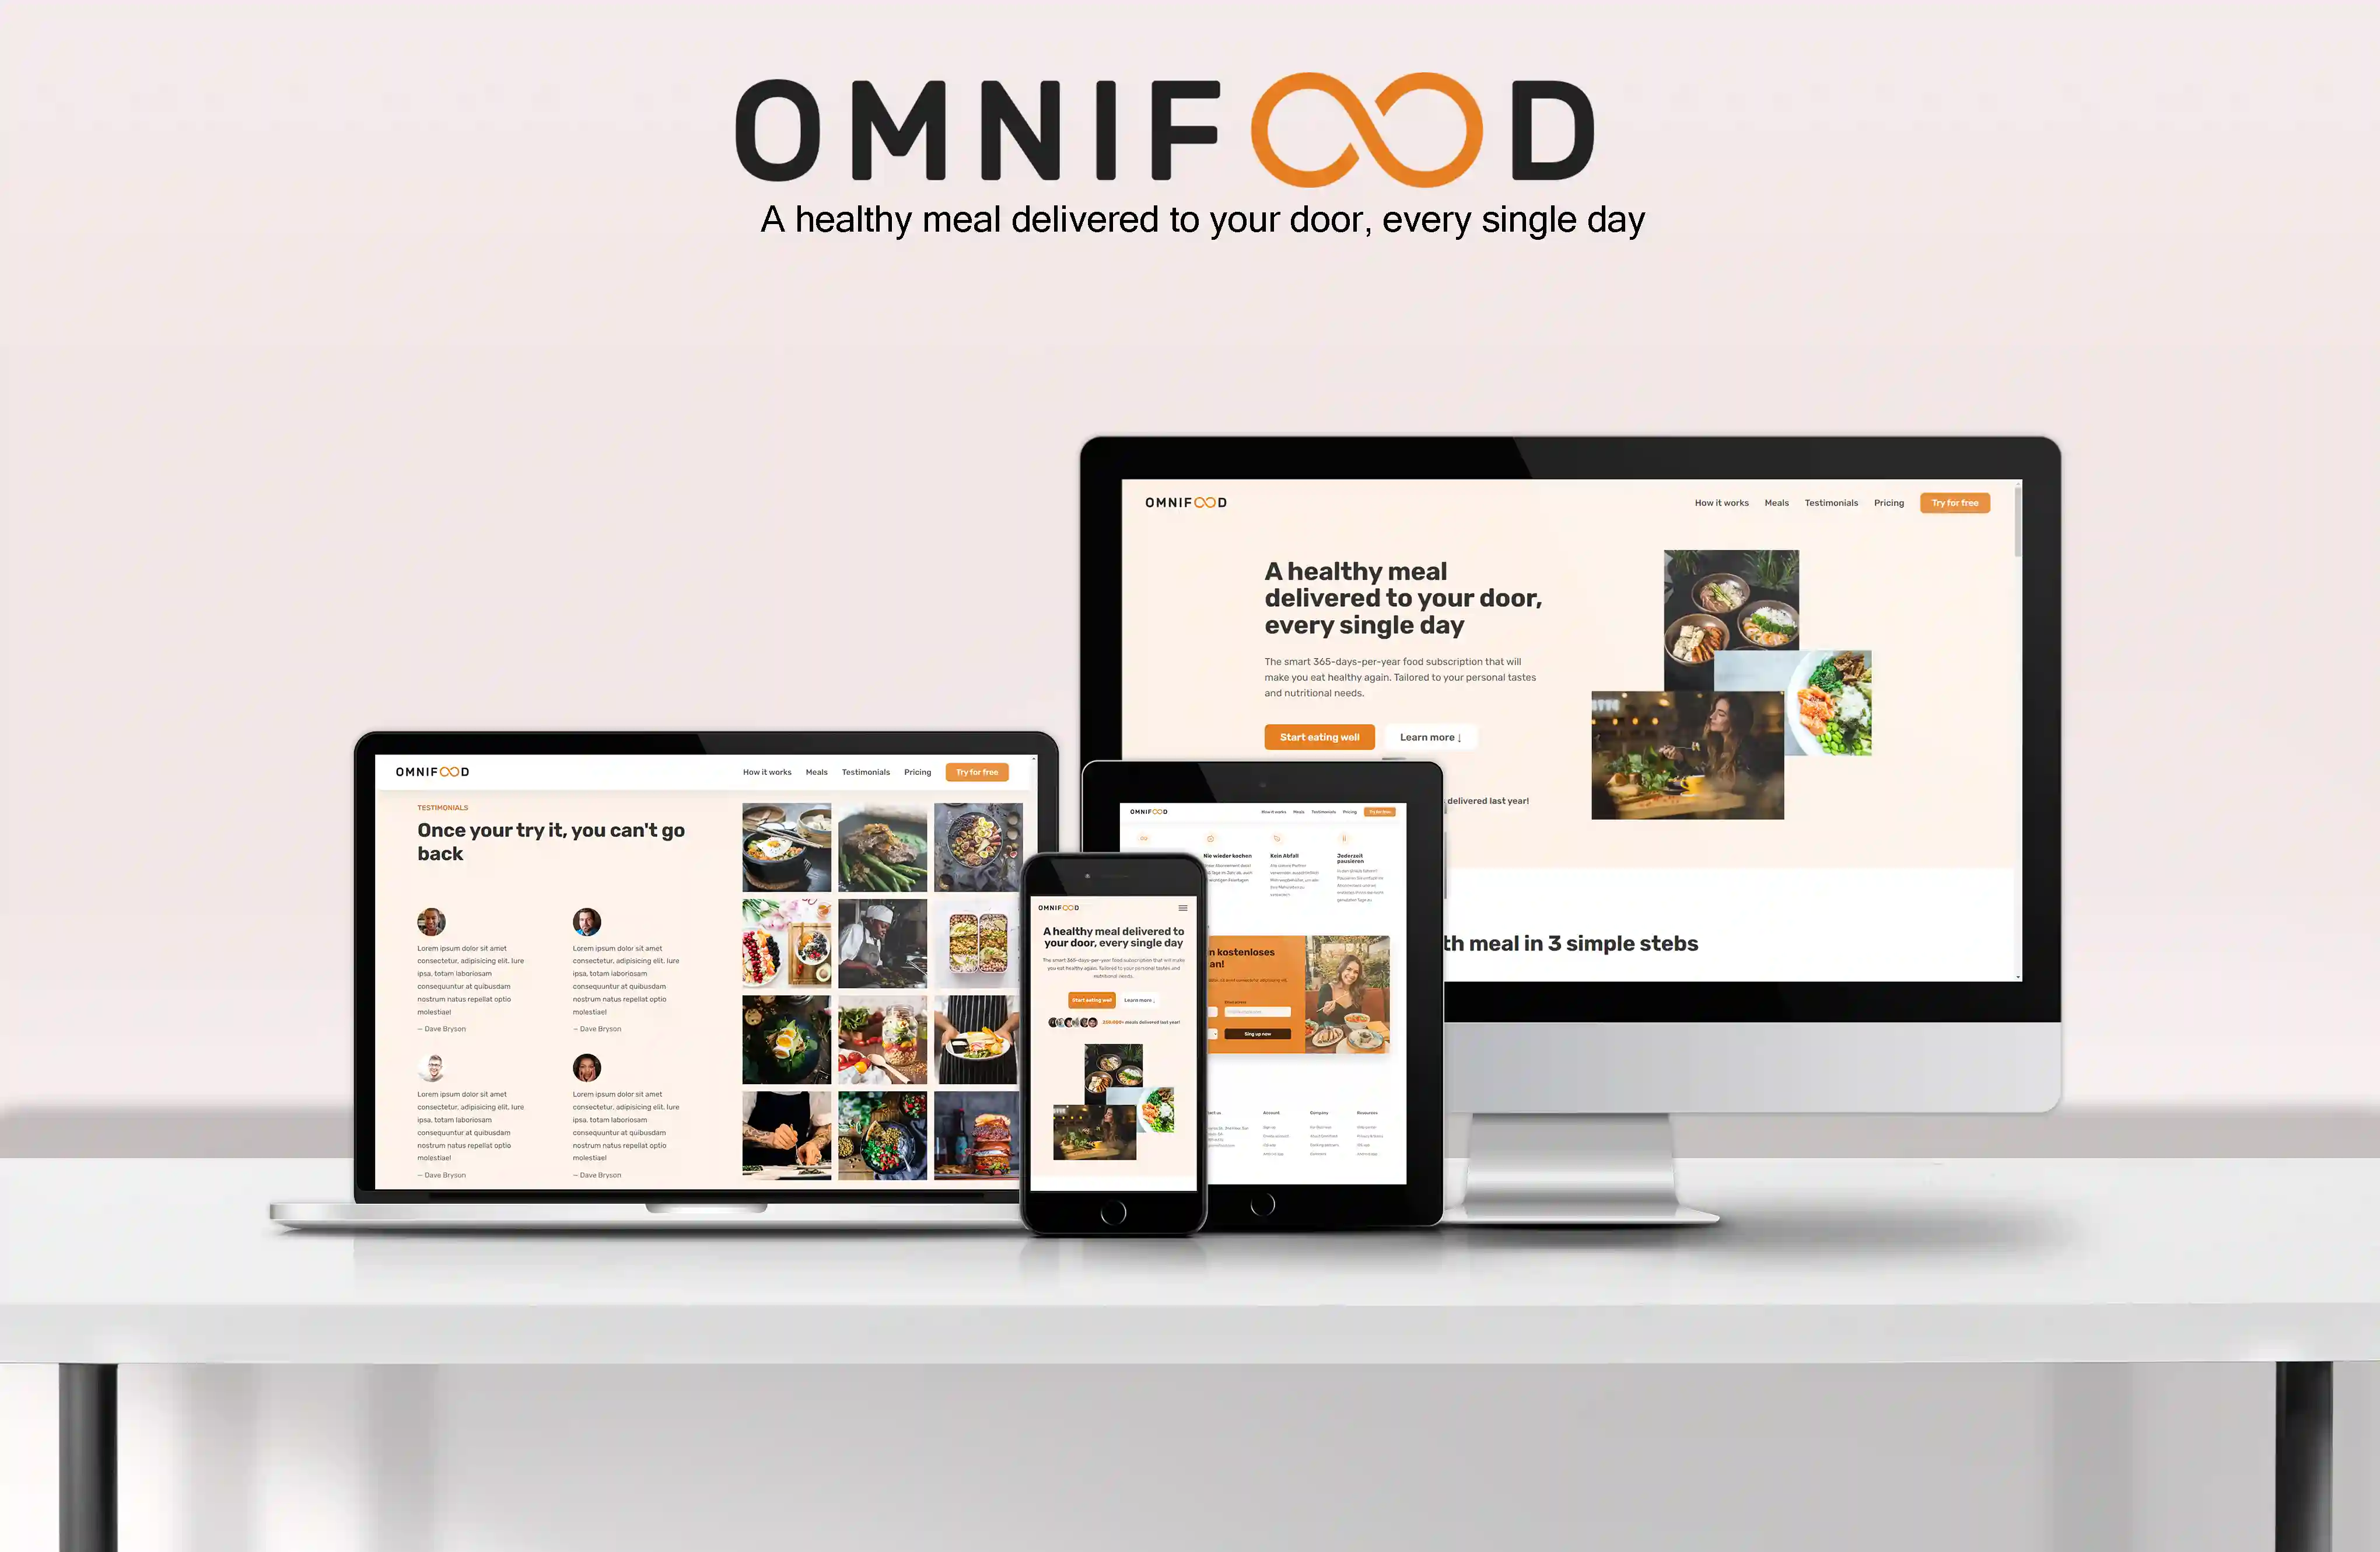 OMNIFOOD
A healthy meal delivered to your door, every single day
OMNIFOOD
How it works Meals Testimonials Pricing Try for free
A healthy meal
delivered to your door,
every single day
The smart 365-days-per-year food subscription that will
make you eat healthy again. Tailored to your personal tastes
and nutritional needs.
Start eating well Learn more ↓
delivered last year!
th meal in 3 simple stebs
OMNIFOOD
How it works Meals Testimonials Pricing Try for free
TESTIMONIALS
Once your try it, you can't go
back
Lorem ipsum dolor sit amet
consectetur, adipisicing elit. Iure
ipsa, totam laboriosam
consequuntur at quibusdam
nostrum natus repellat optio
molestiae!
— Dave Bryson
Lorem ipsum dolor sit amet
consectetur, adipisicing elit. Iure
ipsa, totam laboriosam
consequuntur at quibusdam
nostrum natus repellat optio
molestiae!
— Dave Bryson
Lorem ipsum dolor sit amet
consectetur, adipisicing elit. Iure
ipsa, totam laboriosam
consequuntur at quibusdam
nostrum natus repellat optio
molestiae!
— Dave Bryson
Lorem ipsum dolor sit amet
consectetur, adipisicing elit. Iure
ipsa, totam laboriosam
consequuntur at quibusdam
nostrum natus repellat optio
molestiae!
— Dave Bryson
OMNIFOOD
How it works Meals Testimonials Pricing Try for free
Nie wieder kochen
Kein Abfall
Jederzeit
pausieren
n kostenloses
an!
Sing up now
Account
Company
Resources
OMNIFOOD
A healthy meal delivered to
your door, every single day
The smart 365-days-per-year food subscription that will make
you eat healthy again. Tailored to your personal tastes and
nutritional needs.
Start eating well Learn more ↓
meals delivered last year!